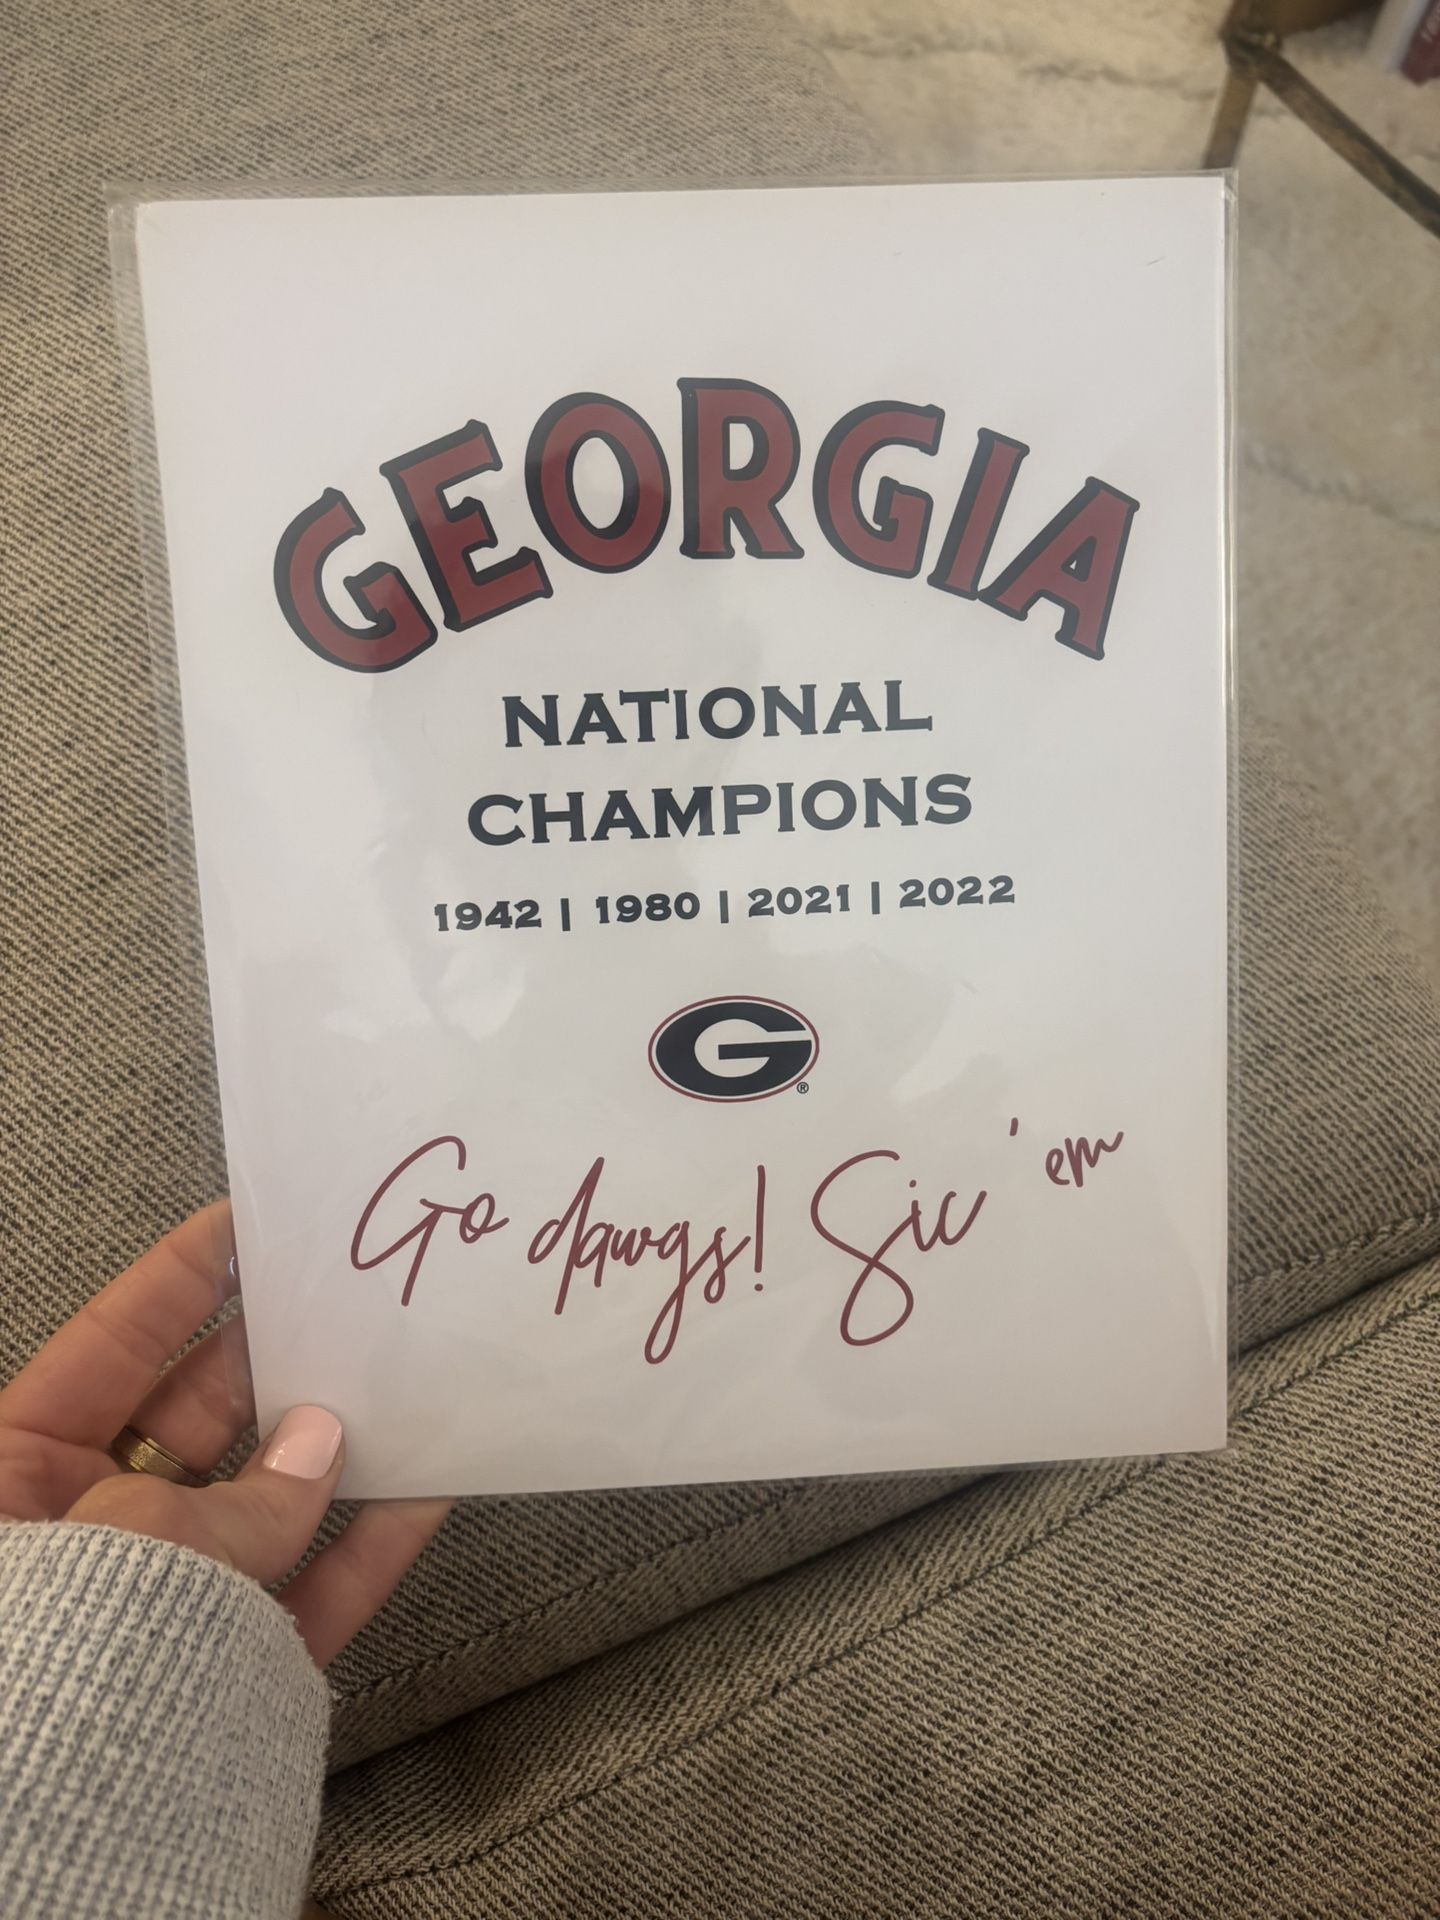 GEORGIA
NATIONAL
CHAMPIONS
1942 | 1980 | 2021 | 2022
G®
Go dawgs! Sic 'em